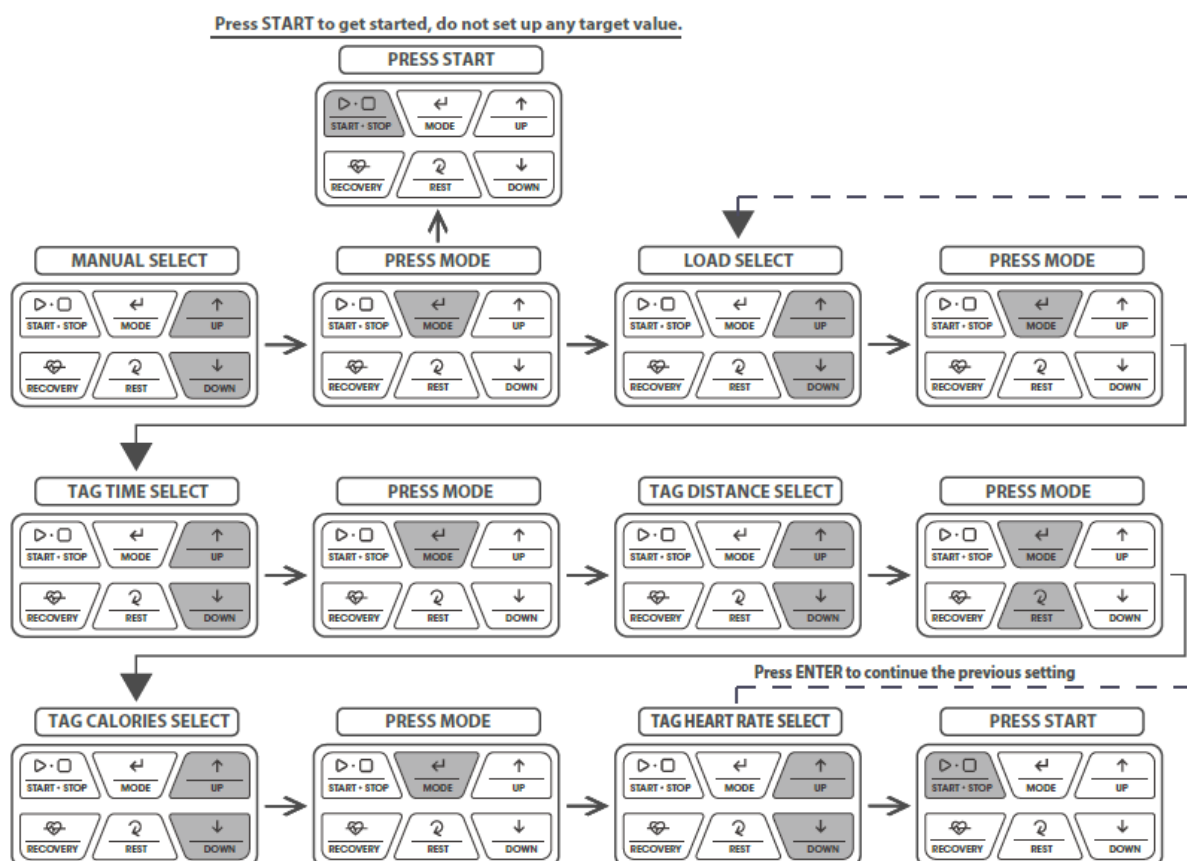 Press START to get started, do not set up any target value.
PRESS START
START • STOP MODE UP
RECOVERY REST DOWN
MANUAL SELECT PRESS MODE LOAD SELECT PRESS MODE
START • STOP MODE UP START • STOP MODE UP START • STOP MODE UP START • STOP MODE UP
RECOVERY REST DOWN RECOVERY REST DOWN RECOVERY REST DOWN RECOVERY REST DOWN
TAG TIME SELECT PRESS MODE TAG DISTANCE SELECT PRESS MODE
START • STOP MODE UP START • STOP MODE UP START • STOP MODE UP START • STOP MODE UP
RECOVERY REST DOWN RECOVERY REST DOWN RECOVERY REST DOWN RECOVERY REST DOWN
Press ENTER to continue the previous setting
TAG CALORIES SELECT PRESS MODE TAG HEART RATE SELECT PRESS START
START • STOP MODE UP START • STOP MODE UP START • STOP MODE UP START • STOP MODE UP
RECOVERY REST DOWN RECOVERY REST DOWN RECOVERY REST DOWN RECOVERY REST DOWN